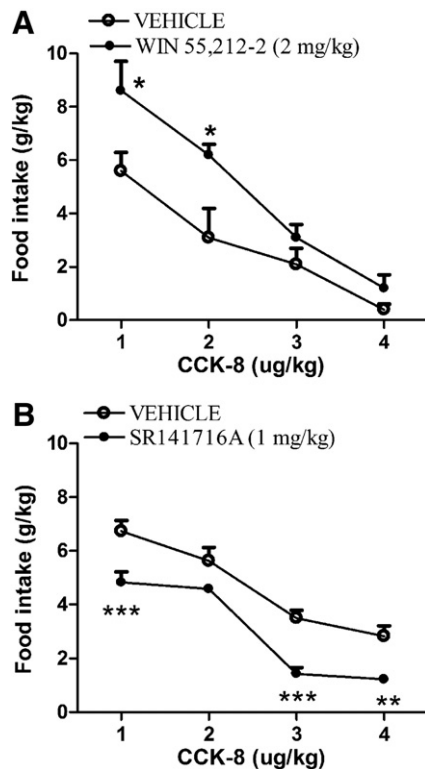 A
VEHICLE
WIN 55,212-2 (2 mg/kg)
10
8
6
4
2
0
Food intake (g/kg)
*
*
1 2 3 4
CCK-8 (ug/kg)
B
VEHICLE
SR141716A (1 mg/kg)
10
8
6
4
2
0
Food intake (g/kg)
***
***
**
1 2 3 4
CCK-8 (ug/kg)